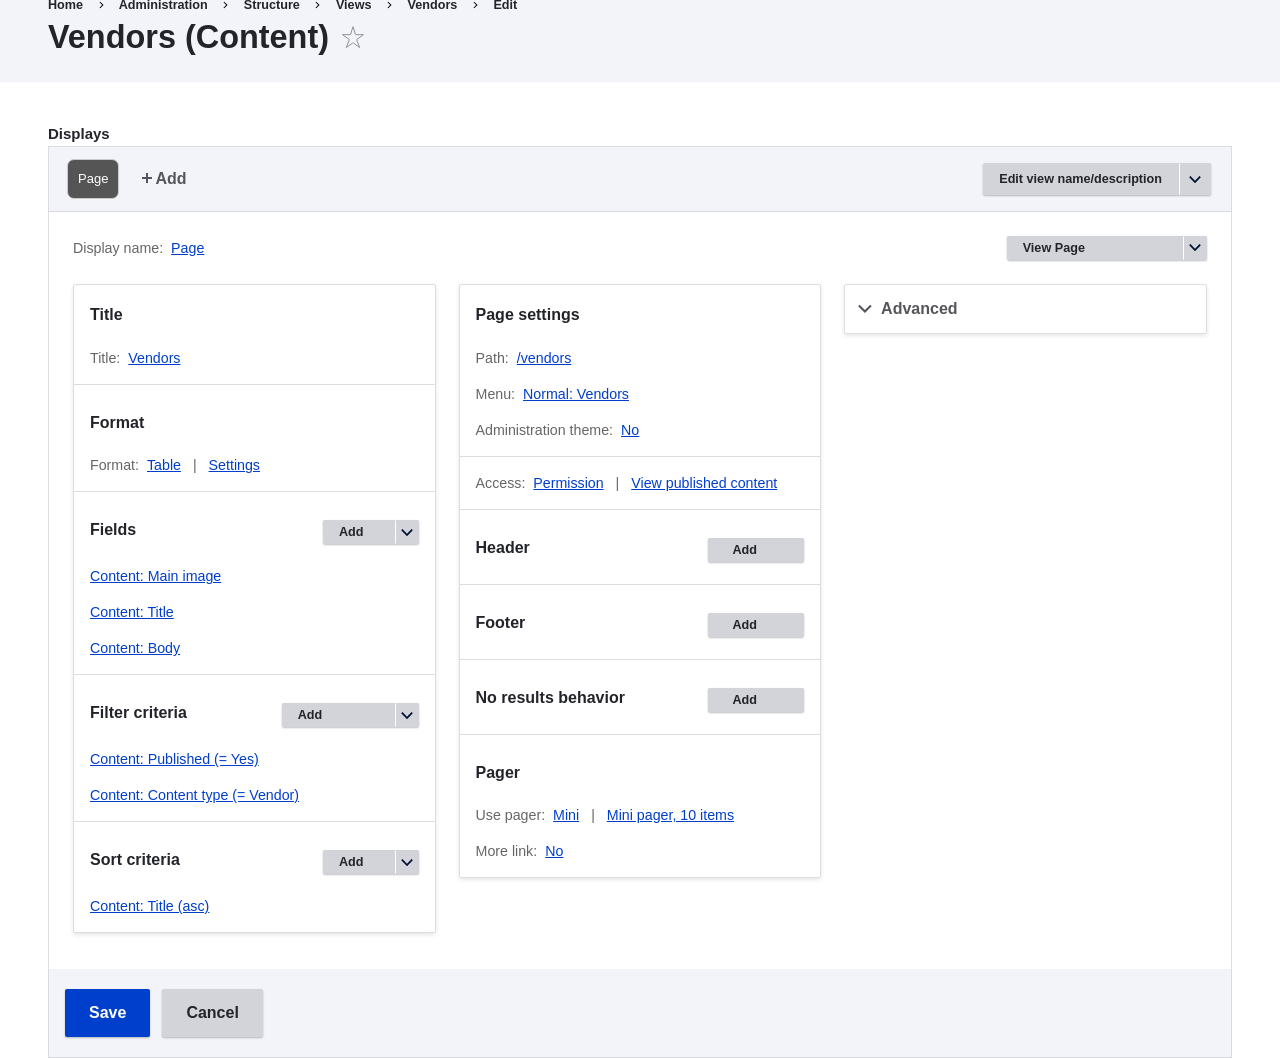 Home > Administration > Structure > Views > Vendors > Edit
Vendors (Content)
Displays
Page
+ Add
Edit view name/description
Display name: Page
View Page
Title
Title: Vendors
Format
Format: Table | Settings
Fields
Add
Content: Main image
Content: Title
Content: Body
Filter criteria
Add
Content: Published (= Yes)
Content: Content type (= Vendor)
Sort criteria
Add
Content: Title (asc)
Page settings
Path: /vendors
Menu: Normal: Vendors
Administration theme: No
Access: Permission | View published content
Header
Add
Footer
Add
No results behavior
Add
Pager
Use pager: Mini | Mini pager, 10 items
More link: No
Advanced
Save
Cancel